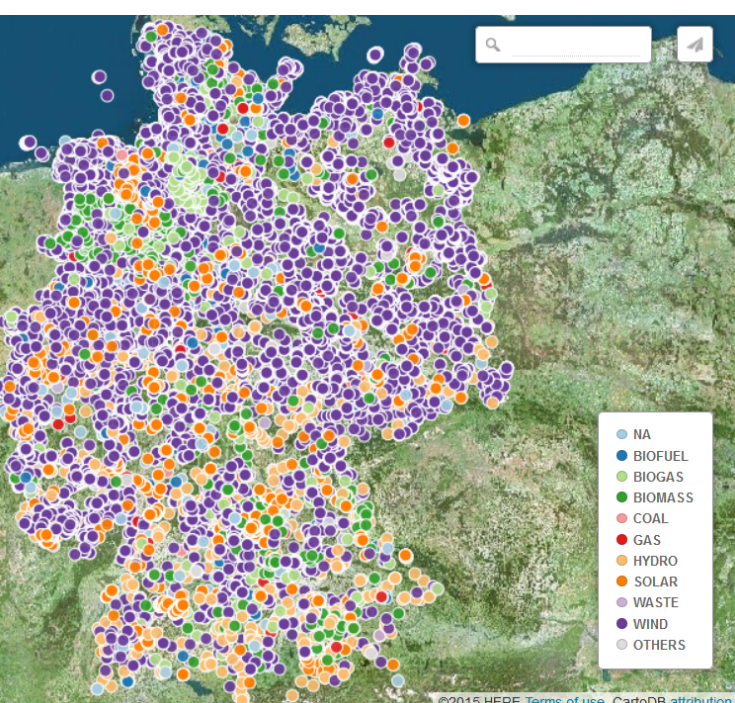 NA
BIOFUEL
BIOGAS
BIOMASS
COAL
GAS
HYDRO
SOLAR
WASTE
WIND
OTHERS
©2015 HERE Terms of use, CartoDB attribution